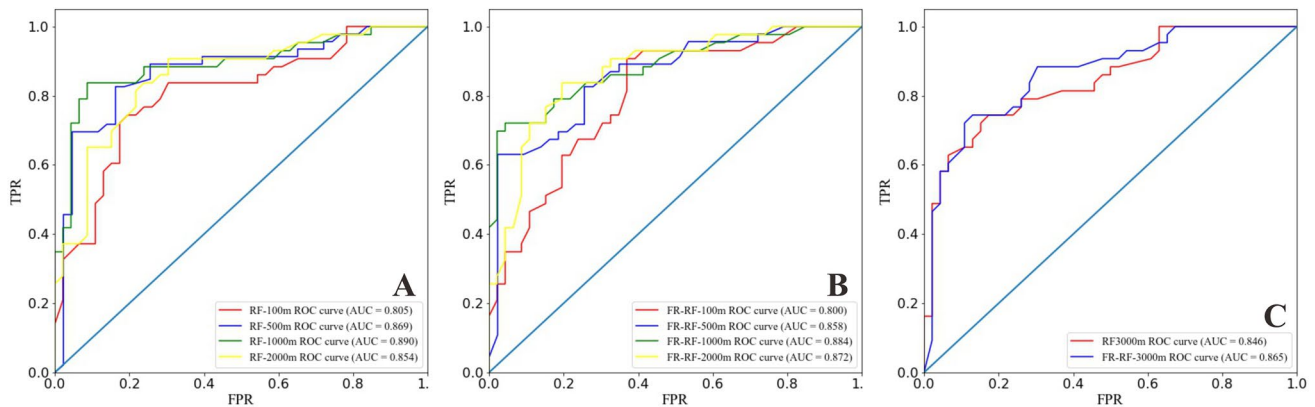 1.0
0.8
0.6
0.4
0.2
0.0
TPR
0.0
0.2
0.4
0.6
0.8
1.
FPR
A
RF-100m ROC curve (AUC = 0.805)
RF-500m ROC curve (AUC = 0.869)
RF-1000m ROC curve (AUC = 0.890)
RF-2000m ROC curve (AUC = 0.854)
1.0
0.8
0.6
0.4
0.2
0.0
TPR
0.0
0.2
0.4
0.6
0.8
1.
FPR
B
FR-RF-100m ROC curve (AUC = 0.800)
FR-RF-500m ROC curve (AUC = 0.858)
FR-RF-1000m ROC curve (AUC = 0.884)
FR-RF-2000m ROC curve (AUC = 0.872)
1.0
0.8
0.6
0.4
0.2
0.0
TPR
0.0
0.2
0.4
0.6
0.8
1.0
FPR
C
RF3000m ROC curve (AUC = 0.846)
FR-RF-3000m ROC curve (AUC = 0.865)